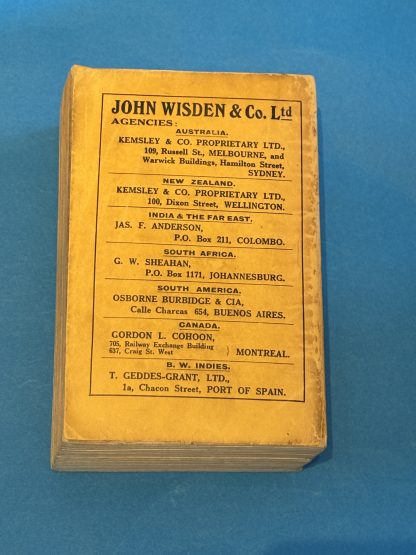 JOHN WISDEN & Co. Ltd
AGENCIES:
AUSTRALIA.
KEMSLEY & CO. PROPRIETARY LTD.,
109, Russell St., MELBOURNE, and
Warwick Buildings, Hamilton Street,
SYDNEY.
NEW ZEALAND.
KEMSLEY & CO. PROPRIETARY LTD.,
100, Dixon Street, WELLINGTON.
INDIA & THE FAR EAST.
JAS. F. ANDERSON,
P.O. Box 211, COLOMBO.
SOUTH AFRICA.
G. W. SHEAHAN,
P.O. Box 1171, JOHANNESBURG.
SOUTH AMERICA.
OSBORNE BURBIDGE & CIA,
Calle Charcas 654, BUENOS AIRES.
CANADA.
GORDON L. COHOON,
705, Railway Exchange Building
637, Craig St. West } MONTREAL.
B. W. INDIES.
T. GEDDES-GRANT, LTD.,
1a, Chacon Street, PORT OF SPAIN.